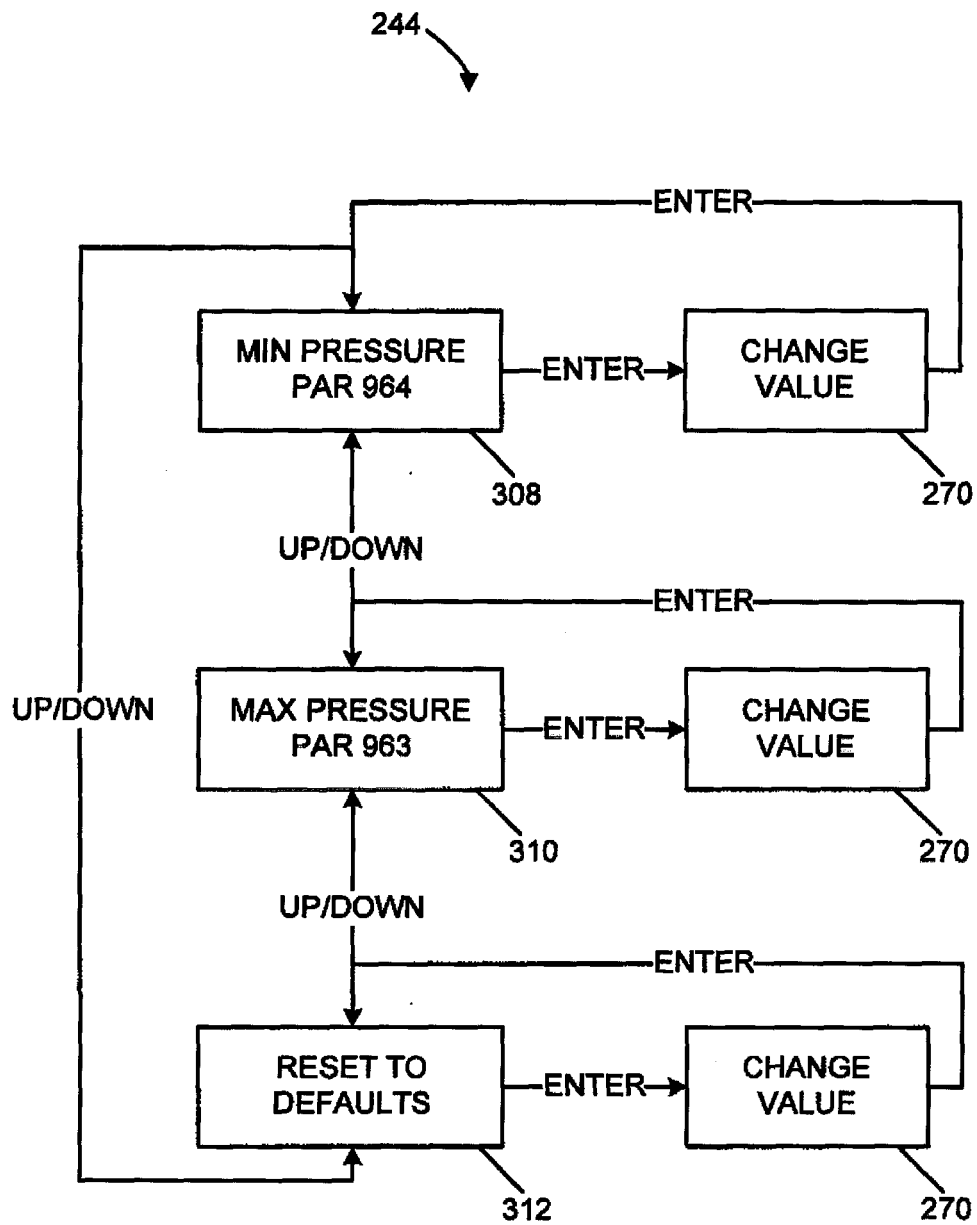 244
ENTER
MIN PRESSURE
PAR 964
ENTER
CHANGE
VALUE
308
270
UP/DOWN
ENTER
UP/DOWN
MAX PRESSURE
PAR 963
ENTER
CHANGE
VALUE
310
270
UP/DOWN
ENTER
RESET TO
DEFAULTS
ENTER
CHANGE
VALUE
312
270